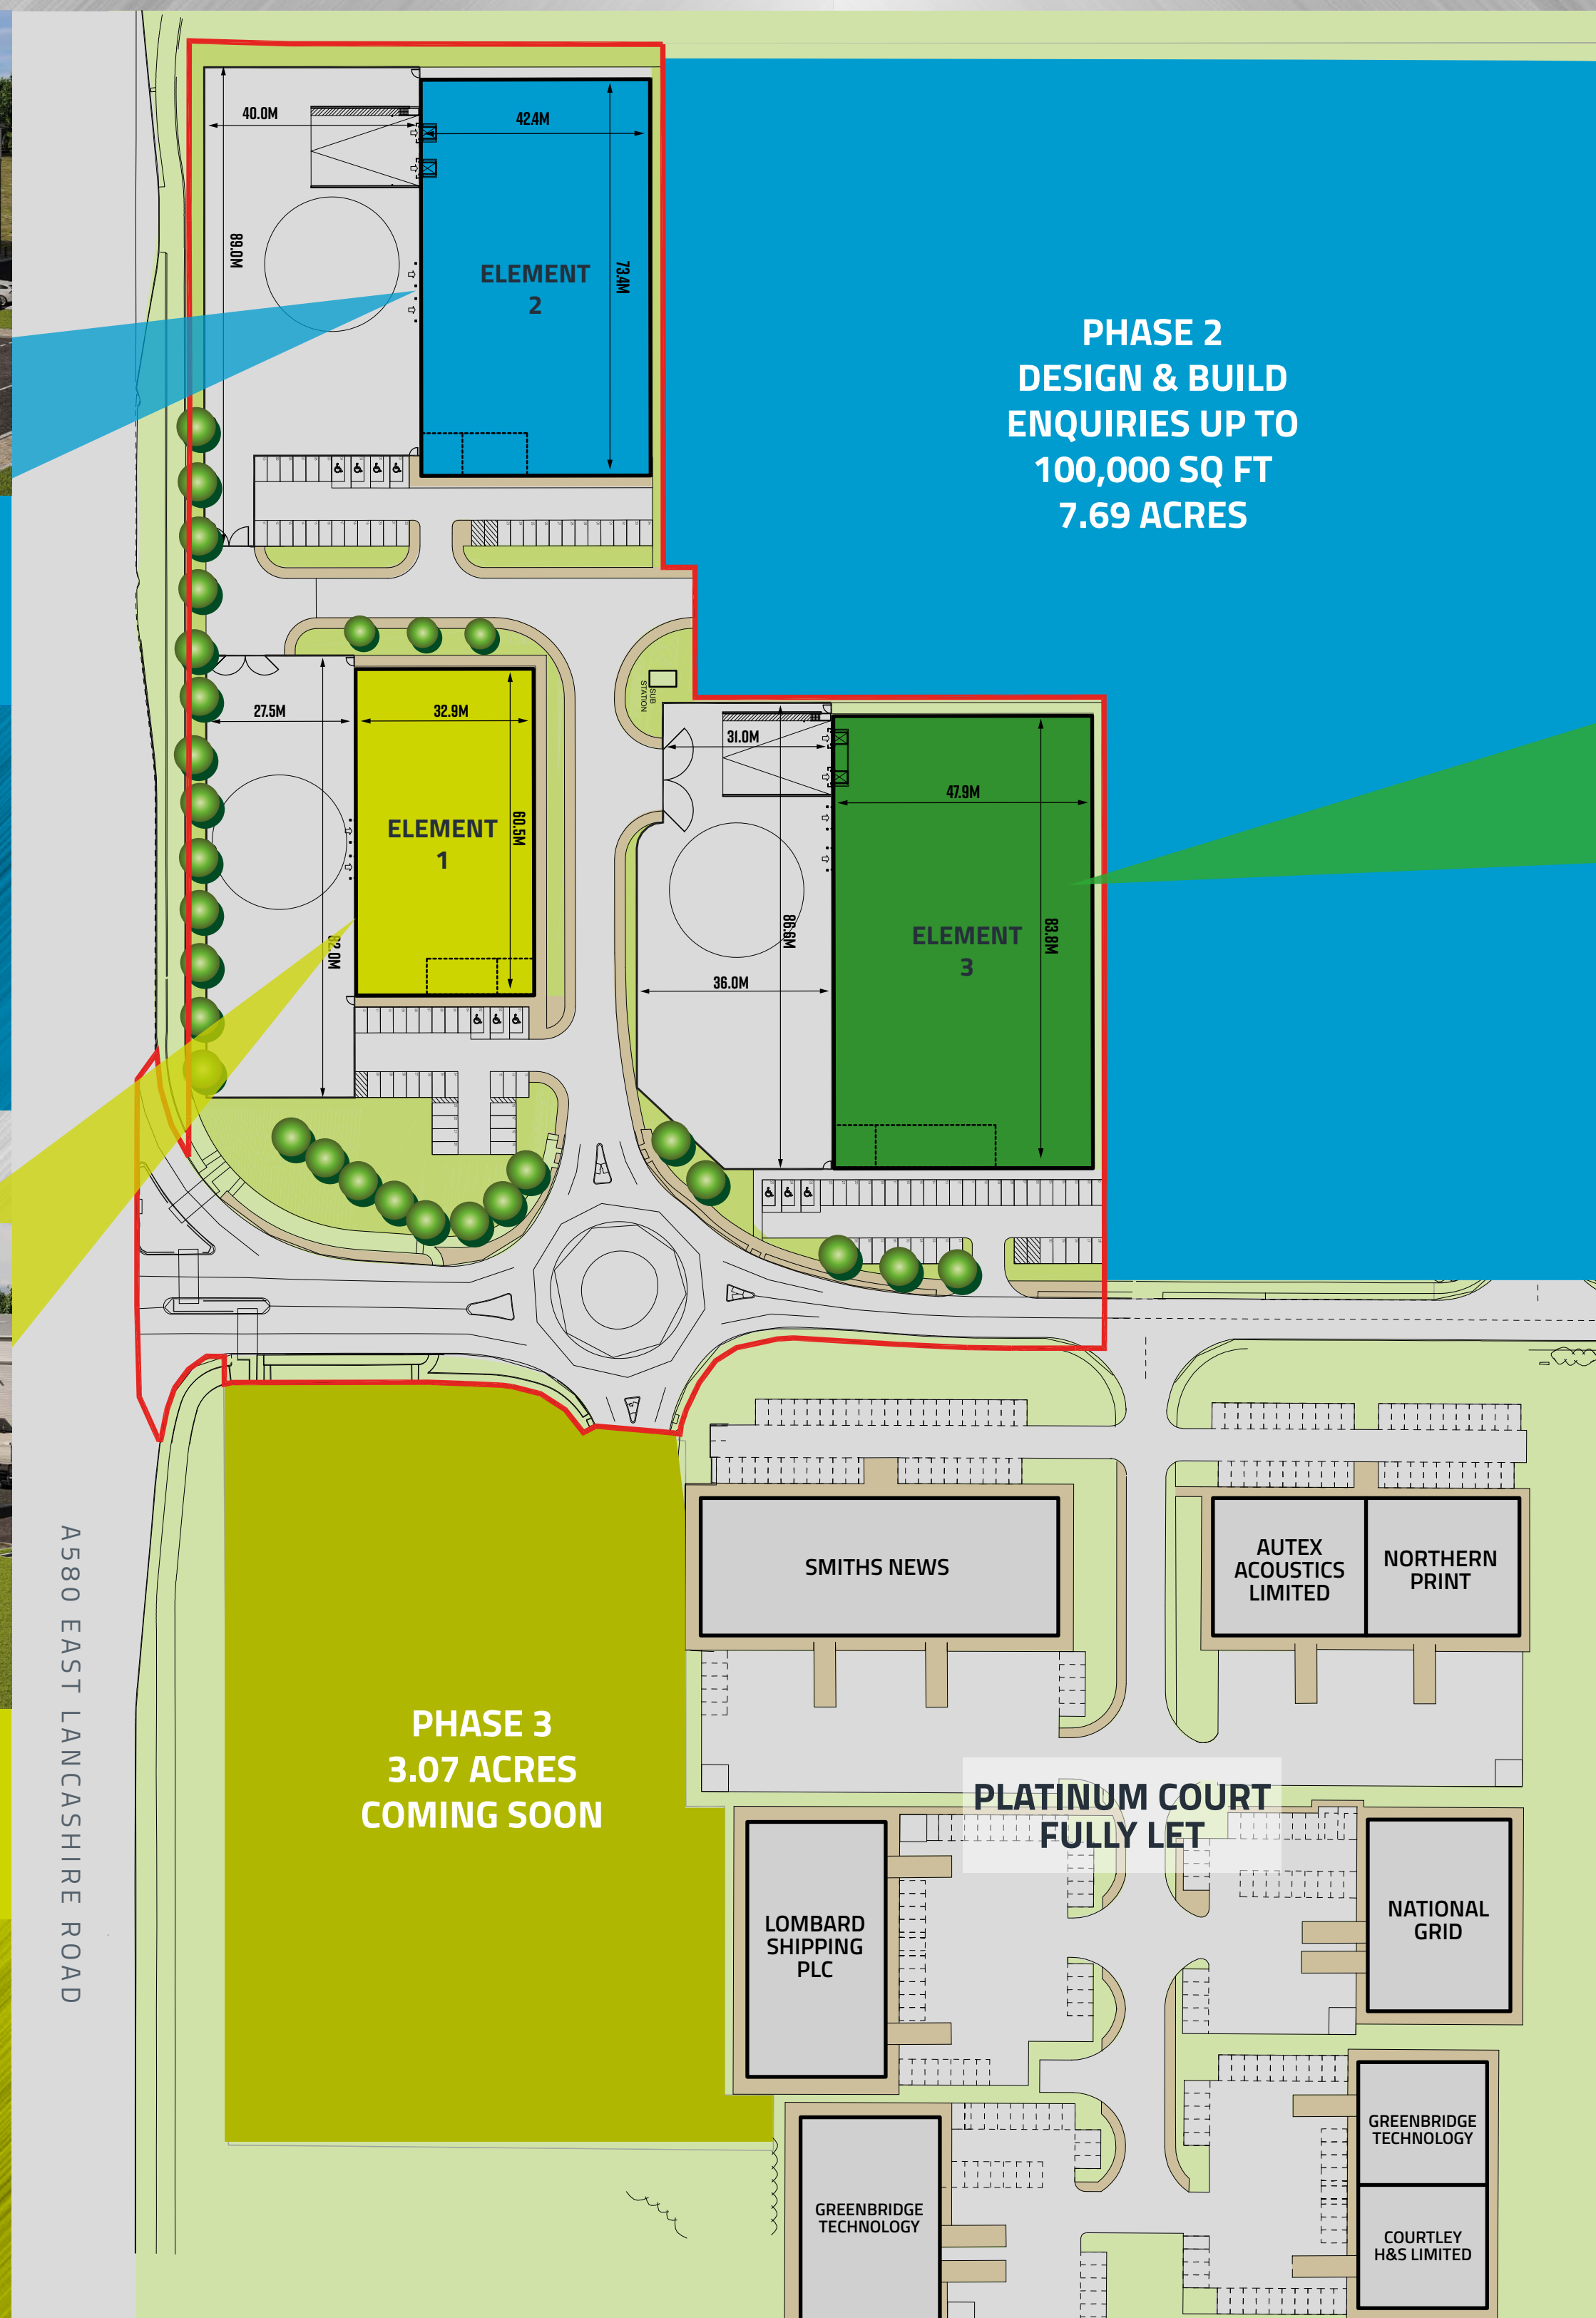 40.0M
42.4M
89.0M
73.4M
ELEMENT
2
PHASE 2
DESIGN & BUILD
ENQUIRIES UP TO
100,000 SQ FT
7.69 ACRES
SUB
STATION
27.5M
32.9M
60.5M
82.0M
ELEMENT
1
31.0M
47.9M
86.6M
83.8M
36.0M
ELEMENT
3
SMITHS NEWS
AUTEX
ACOUSTICS
LIMITED
NORTHERN
PRINT
A580 EAST LANCASHIRE ROAD
PHASE 3
3.07 ACRES
COMING SOON
PLATINUM COURT
FULLY LET
LOMBARD
SHIPPING
PLC
NATIONAL
GRID
GREENBRIDGE
TECHNOLOGY
GREENBRIDGE
TECHNOLOGY
COURTLEY
H&S LIMITED